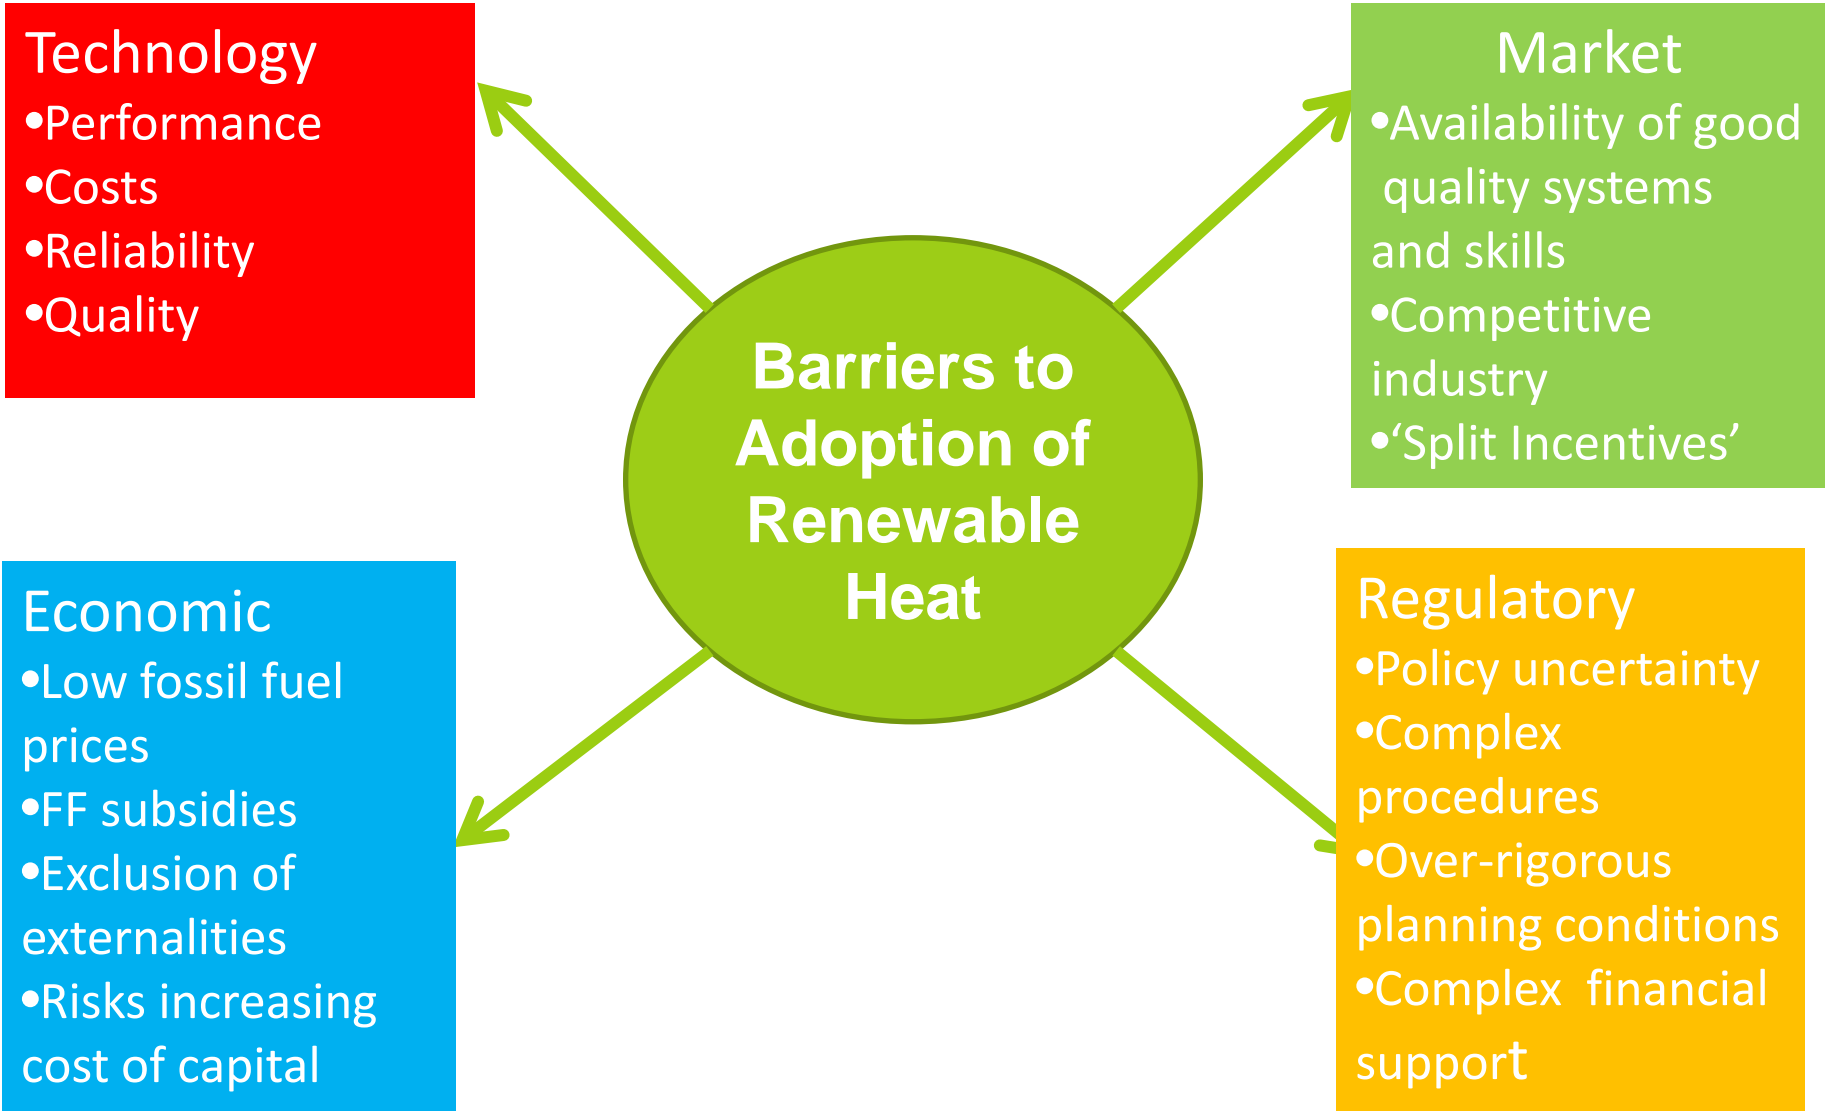 Technology
•Performance
•Costs
•Reliability
•Quality
Market
•Availability of good
quality systems
and skills
•Competitive
industry
•‘Split Incentives’
Barriers to
Adoption of
Renewable
Heat
Economic
•Low fossil fuel
prices
•FF subsidies
•Exclusion of
externalities
•Risks increasing
cost of capital
Regulatory
•Policy uncertainty
•Complex
procedures
•Over-rigorous
planning conditions
•Complex  financial
support